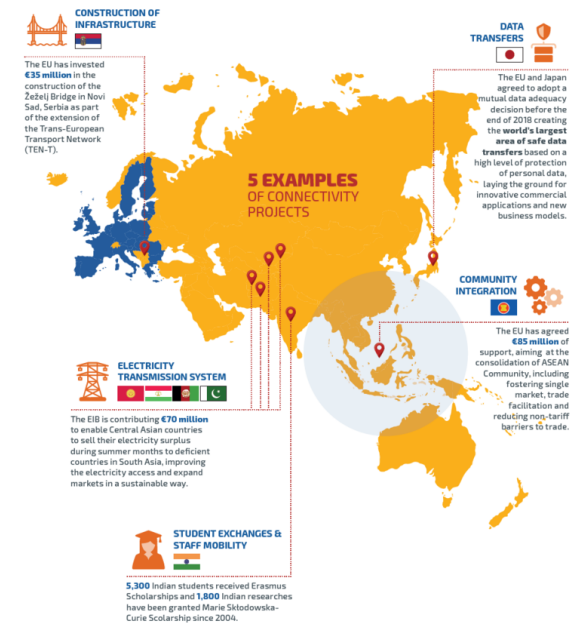 CONSTRUCTION OF
INFRASTRUCTURE
The EU has invested
€35 million in the
construction of the
Žeželj Bridge in Novi
Sad, Serbia as part
of the extension of
the Trans-European
Transport Network
(TEN-T).
DATA
TRANSFERS
The EU and Japan
agreed to adopt a
mutual data adequacy
decision before the
end of 2018 creating
the world's largest
area of safe data
transfers based on a
high level of protection
of personal data,
laying the ground for
innovative commercial
applications and new
business models.
5 EXAMPLES
OF CONNECTIVITY
PROJECTS
COMMUNITY
INTEGRATION
The EU has agreed
€85 million of
support, aiming at the
consolidation of ASEAN
Community, including
fostering single
market, trade
facilitation and
reducing non-tariff
barriers to trade.
ELECTRICITY
TRANSMISSION SYSTEM
The EIB is contributing €70 million
to enable Central Asian countries
to sell their electricity surplus
during summer months to deficient
countries in South Asia, improving
the electricity access and expand
markets in a sustainable way.
STUDENT EXCHANGES &
STAFF MOBILITY
5,300 Indian students received Erasmus
Scholarships and 1,800 Indian researches
have been granted Marie Skłodowska-
Curie Scolarship since 2004.